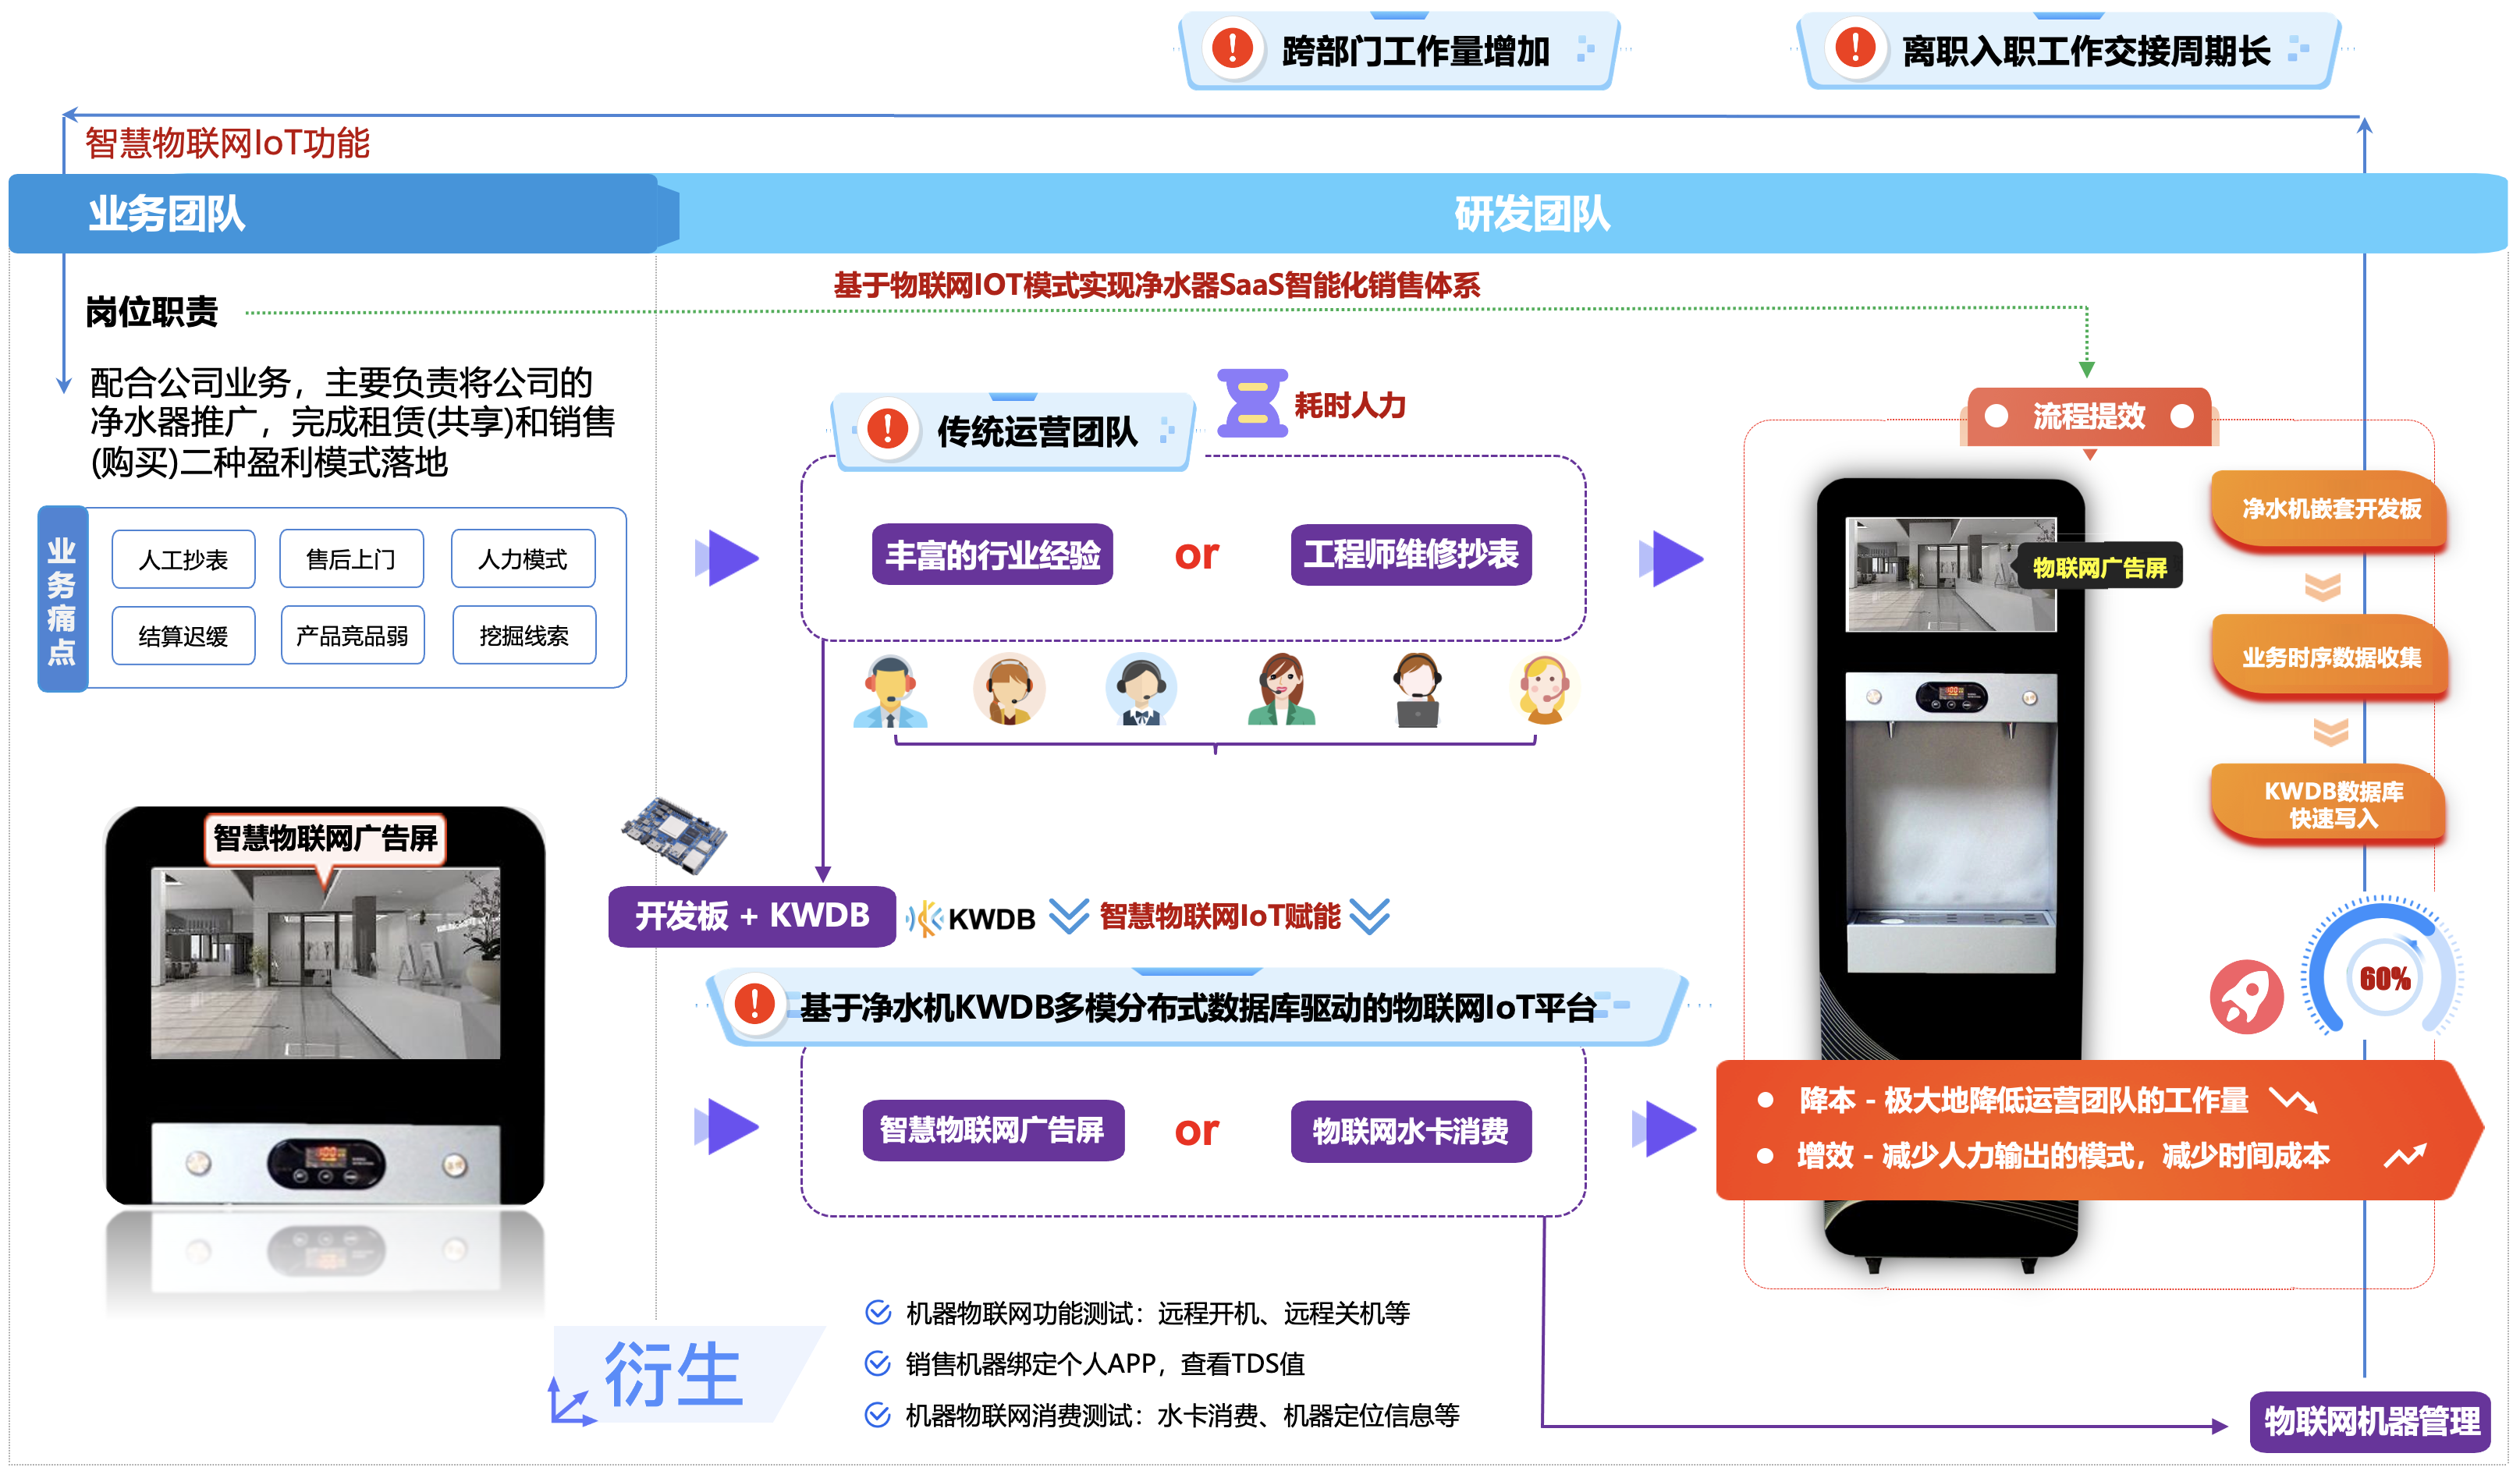 跨部门工作量增加
离职入职工作交接周期长
智慧物联网IoT功能
业务团队
研发团队
基于物联网IOT模式实现净水器SaaS智能化销售体系
岗位职责
配合公司业务，主要负责将公司的
净水器推广，完成租赁(共享)和销售
(购买)二种盈利模式落地
业务痛点
人工抄表
售后上门
人力模式
结算迟缓
产品竞品弱
挖掘线索
传统运营团队
耗时人力
丰富的行业经验
or
工程师维修抄表
流程提效
物联网广告屏
净水机嵌套开发板
业务时序数据收集
KWDB数据库
快速写入
60%
智慧物联网广告屏
开发板 + KWDB
KWDB
智慧物联网IoT赋能
基于净水机KWDB多模分布式数据库驱动的物联网IoT平台
智慧物联网广告屏
or
物联网水卡消费
降本 - 极大地降低运营团队的工作量
增效 - 减少人力输出的模式，减少时间成本
衍生
机器物联网功能测试：远程开机、远程关机等
销售机器绑定个人APP，查看TDS值
机器物联网消费测试：水卡消费、机器定位信息等
物联网机器管理